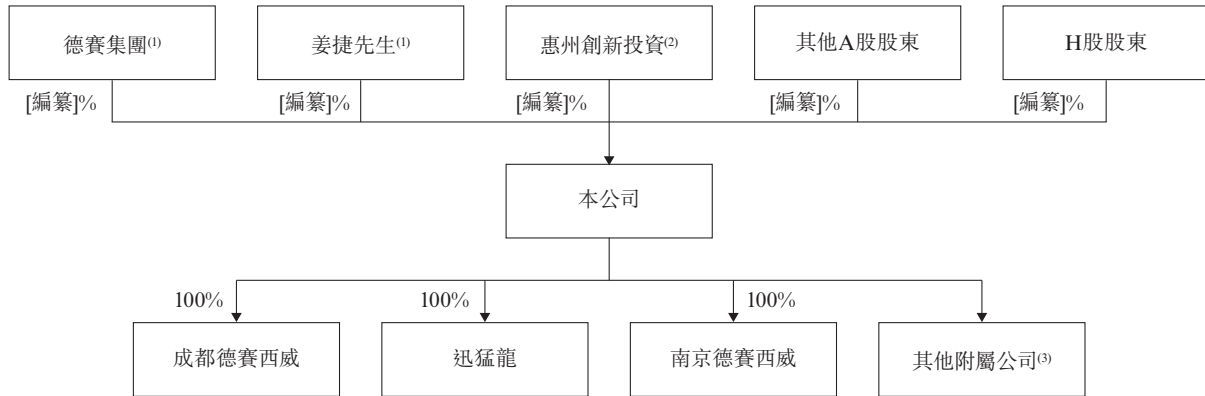 德賽集團(1)
姜捷先生(1)
惠州創新投資(2)
其他A股股東
H股股東
[編纂]%
[編纂]%
[編纂]%
[編纂]%
[編纂]%
本公司
100%
100%
100%
成都德賽西威
迅猛龍
南京德賽西威
其他附屬公司(3)